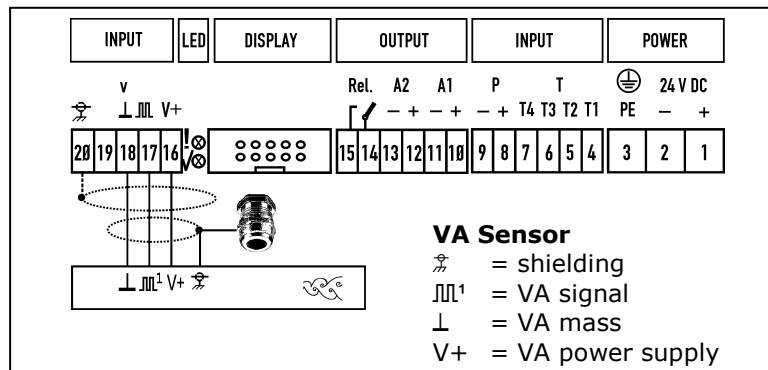 INPUT LED DISPLAY OUTPUT INPUT POWER
v Rel. A2 A1 P T 24 V DC
⊥ ⎍ V+ − + − + − + T4 T3 T2 T1 PE − +
20 19 18 17 16 ! √ 15 14 13 12 11 10 9 8 7 6 5 4 3 2 1
⊥ ⎍¹ V+
VA Sensor
= shielding
⎍¹ = VA signal
⊥ = VA mass
V+ = VA power supply